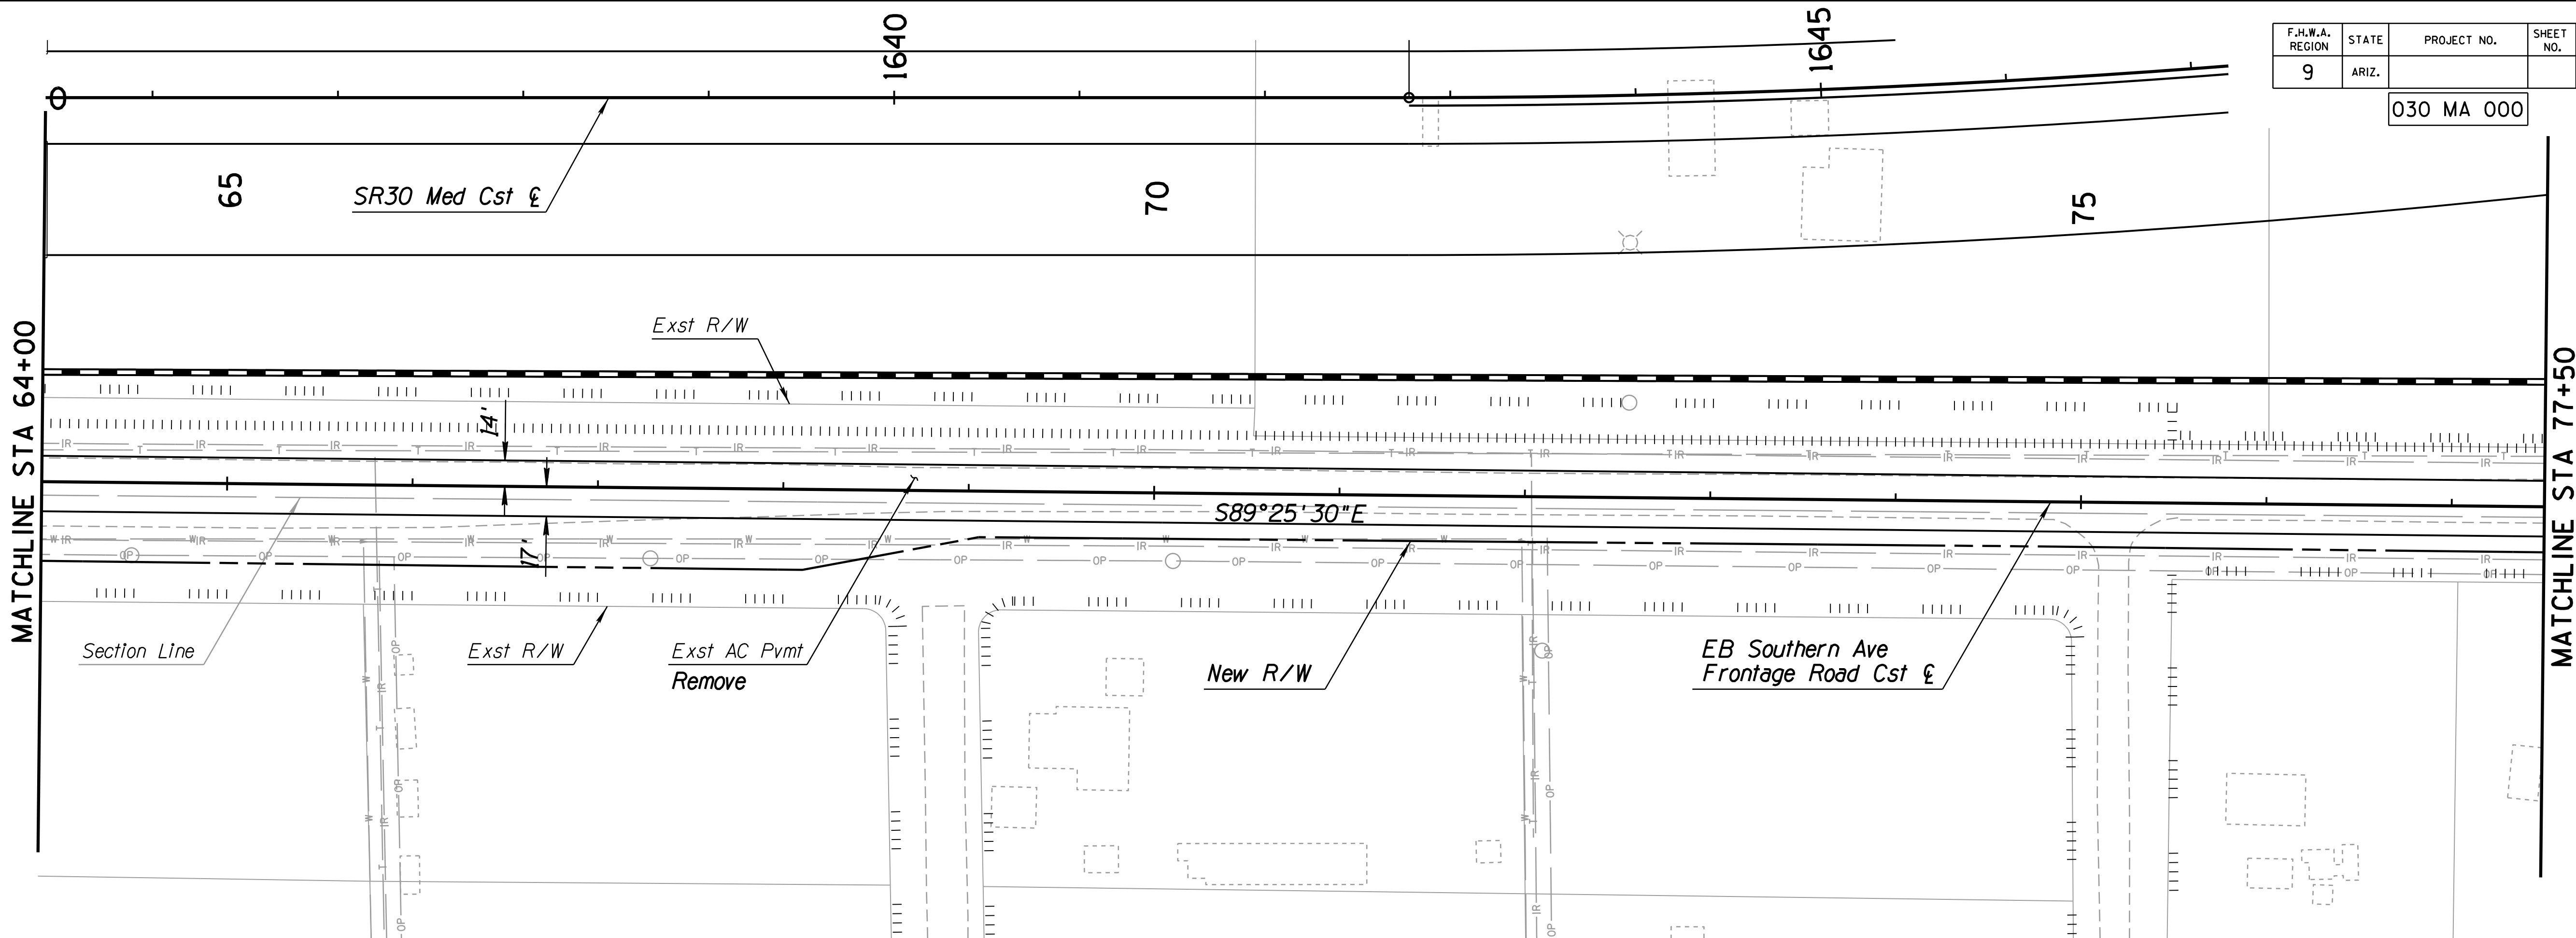 1640
1645
F.H.W.A. REGION
STATE
PROJECT NO.
SHEET NO.
9
ARIZ.
030 MA 000
65
70
75
SR30 Med Cst ℄
Exst R/W
MATCHLINE STA 64+00
MATCHLINE STA 77+50
14'
17'
S89°25'30"E
Section Line
Exst R/W
Exst AC Pvmt
Remove
New R/W
EB Southern Ave
Frontage Road Cst ℄
IR
T
W
OP